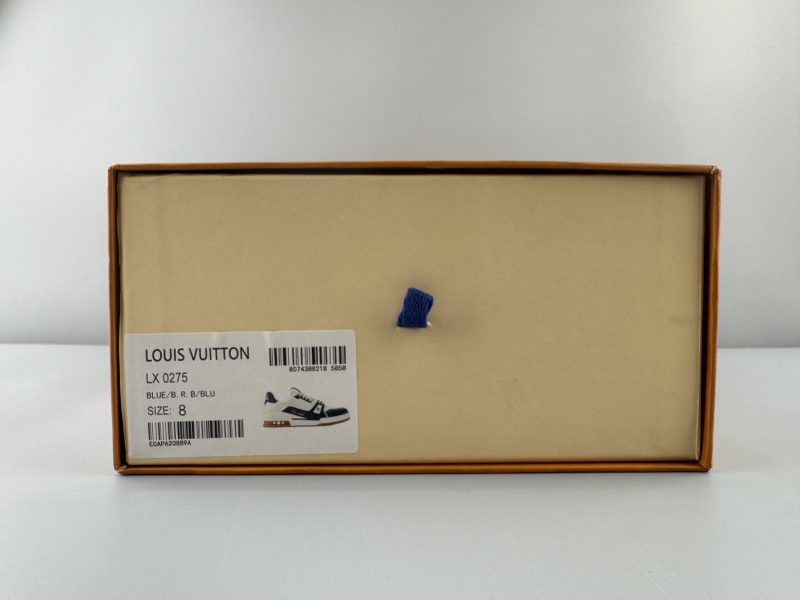 LOUIS VUITTON
8074388218 5858
LX 0275
BLUE/B. R. B/BLU
SIZE: 8
ECAP620889A